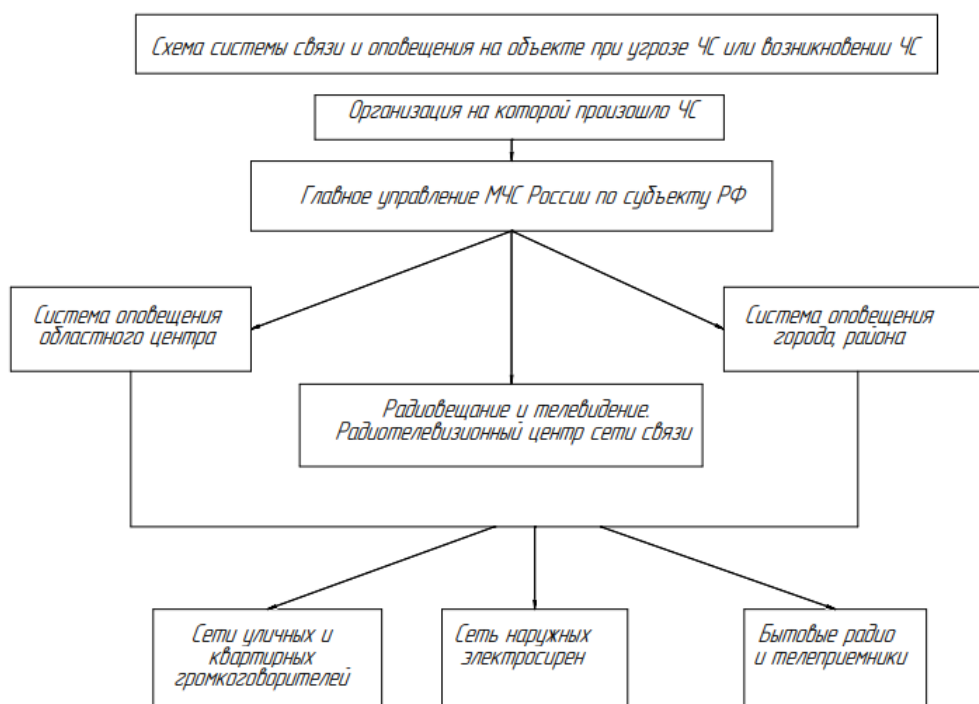 Схема системы связи и оповещения на объекте при угрозе ЧС или возникновении ЧС
Организация на которой произошло ЧС
Главное управление МЧС России по субъекту РФ
Система оповещения
областного центра
Система оповещения
города, района
Радиовещание и телевидение.
Радиотелевизионный центр сети связи
Сети уличных и
квартирных
громкоговорителей
Сеть наружных
электросирен
Бытовые радио
и телеприемники